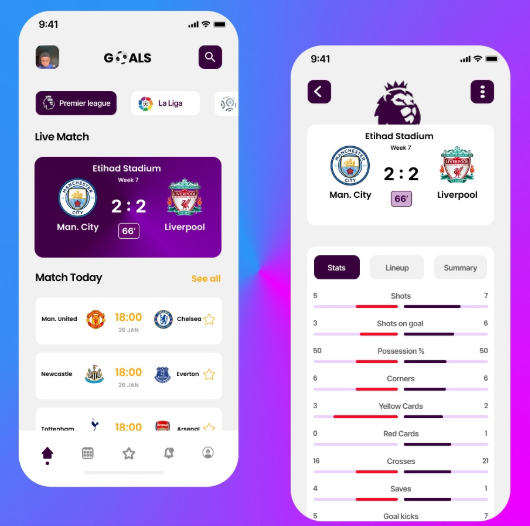 9:41
GOALS
Premier league
La Liga
Live Match
Etihad Stadium
Week 7
MANCHESTER
CITY
2 : 2
Man. City
66'
Liverpool
Match Today
See all
Man. United
18:00
Chelsea
26 JAN
Newcastle
18:00
Everton
26 JAN
Tottenham
18:00
Arsenal
9:41
Etihad Stadium
Week 7
MANCHESTER
CITY
2 : 2
Man. City
66'
Liverpool
Stats
Lineup
Summary
5 Shots 7
3 Shots on goal 6
50 Possession % 50
6 Corners 6
3 Yellow Cards 2
0 Red Cards 1
16 Crosses 21
4 Saves 1
5 Goal kicks 7